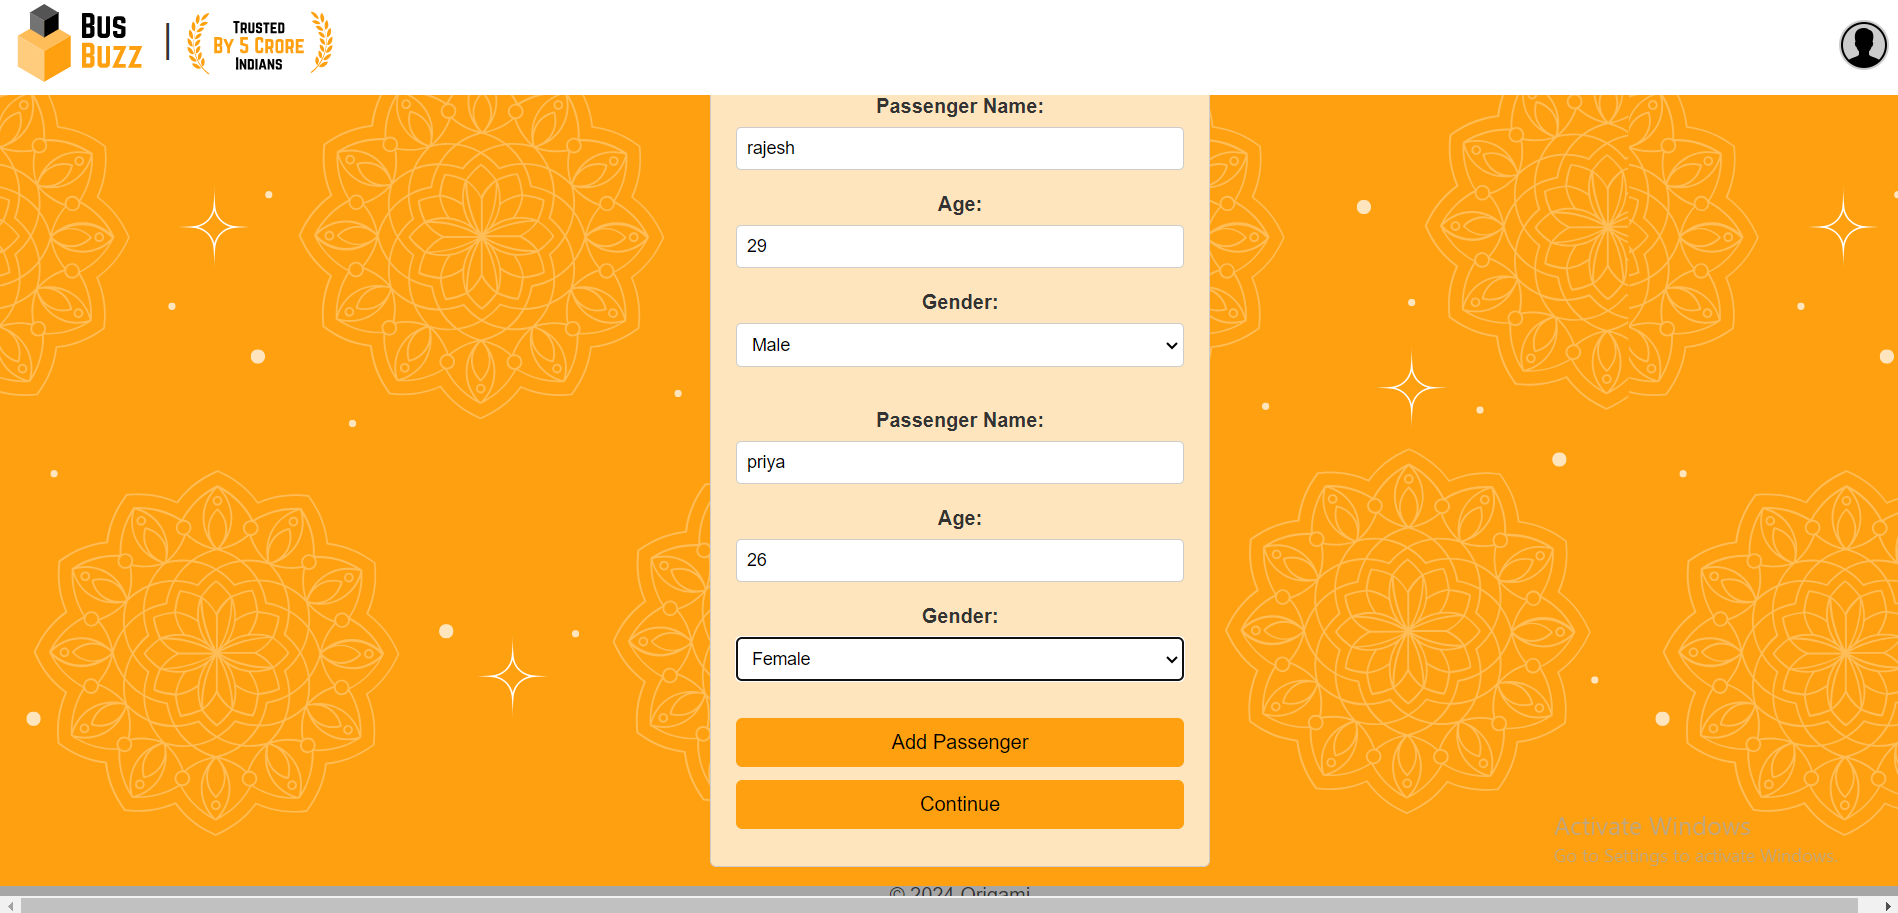 BUS
BUZZ
|
TRUSTED
BY 5 CRORE
INDIANS
Passenger Name:
rajesh
Age:
29
Gender:
Male
Passenger Name:
priya
Age:
26
Gender:
Female
Add Passenger
Continue
Activate Windows
Go to Settings to activate Windows.
© 2024 Origami